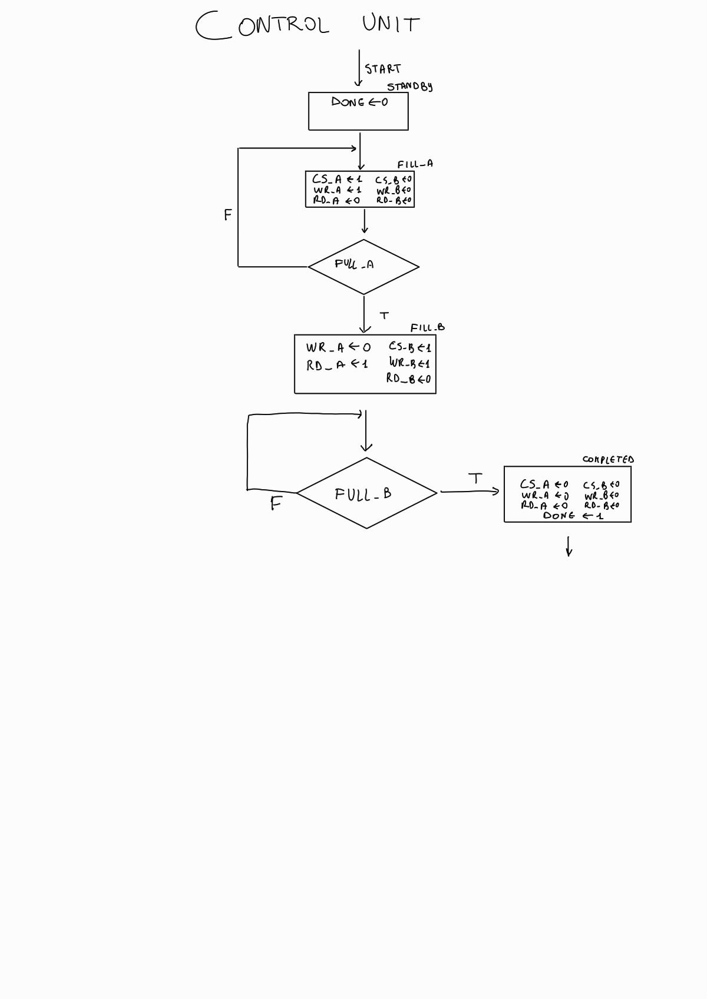 CONTROL UNIT
START
STANDBY
DONE ← 0
FILL_A
CS_A ← 1 CS_B ← 0
WR_A ← 1 WR_B ← 0
RD_A ← 0 RD_B ← 0
F
FULL_A
T
FILL_B
WR_A ← 0 CS_B ← 1
RD_A ← 1 WR_B ← 1
RD_B ← 0
FULL_B
F
T
COMPLETED
CS_A ← 0 CS_B ← 0
WR_A ← 0 WR_B ← 0
RD_A ← 0 RD_B ← 0
DONE ← 1